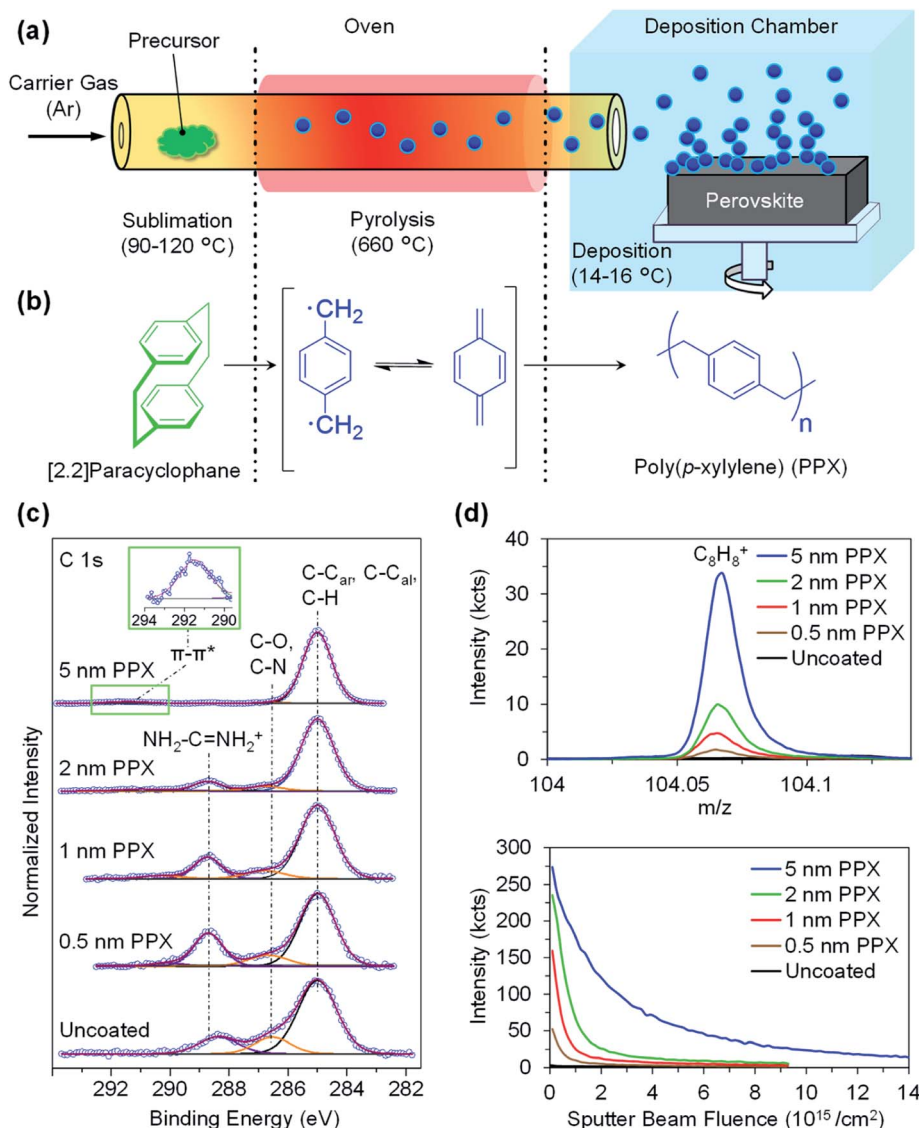 (a)
Oven
Deposition Chamber
Precursor
Carrier Gas
(Ar)
Perovskite
Sublimation
(90-120 °C)
Pyrolysis
(660 °C)
Deposition
(14-16 °C)
(b)
·CH₂
·CH₂
n
[2.2]Paracyclophane
Poly(p-xylylene) (PPX)
(c)
C 1s
294 292 290
C-Cₐᵣ, C-Cₐₗ,
C-H
π-π*
C-O,
C-N
5 nm PPX
NH₂-C=NH₂⁺
2 nm PPX
1 nm PPX
0.5 nm PPX
Uncoated
Normalized Intensity
292 290 288 286 284 282
Binding Energy (eV)
(d)
C₈H₈⁺
5 nm PPX
2 nm PPX
1 nm PPX
0.5 nm PPX
Uncoated
Intensity (kcts)
40
30
20
10
0
104 104.05 104.1
m/z
5 nm PPX
2 nm PPX
1 nm PPX
0.5 nm PPX
Uncoated
Intensity (kcts)
300
250
200
150
100
50
0
0 2 4 6 8 10 12 14
Sputter Beam Fluence (10¹⁵/cm²)